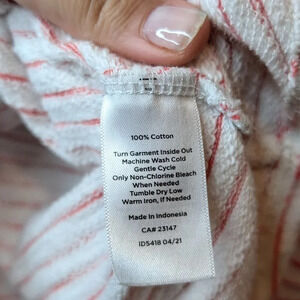 100% Cotton
Turn Garment Inside Out
Machine Wash Cold
Gentle Cycle
Only Non-Chlorine Bleach
When Needed
Tumble Dry Low
Warm Iron, If Needed
Made in Indonesia
CA# 23147
ID5418 04/21